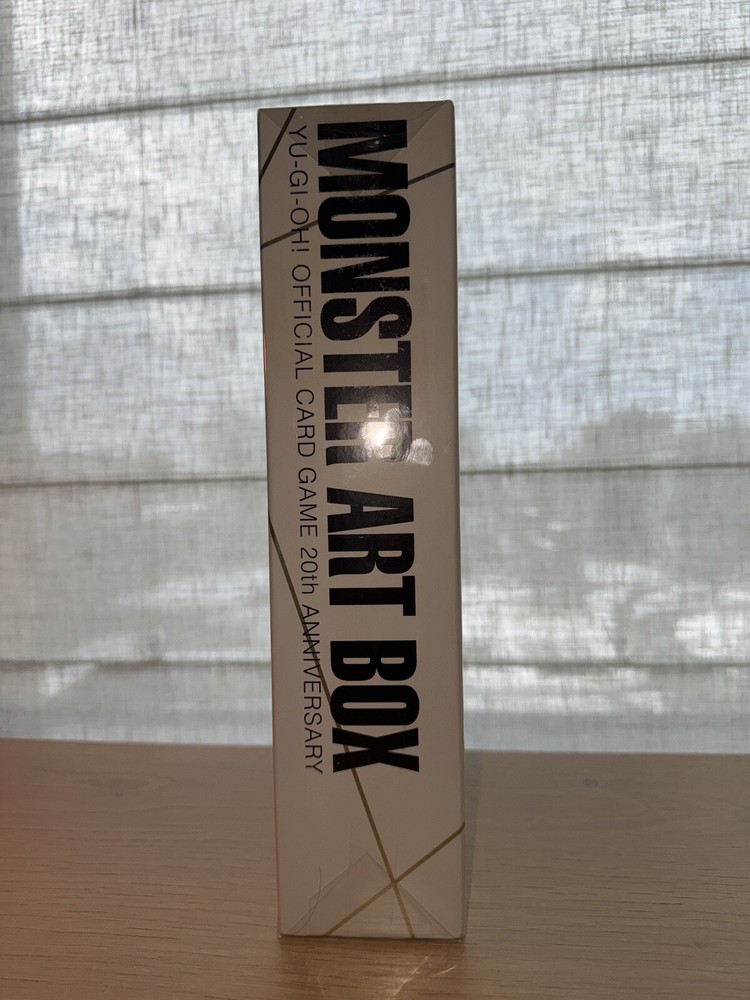 MONSTER ART BOX
YU-GI-OH! OFFICIAL CARD GAME 20th ANNIVERSARY